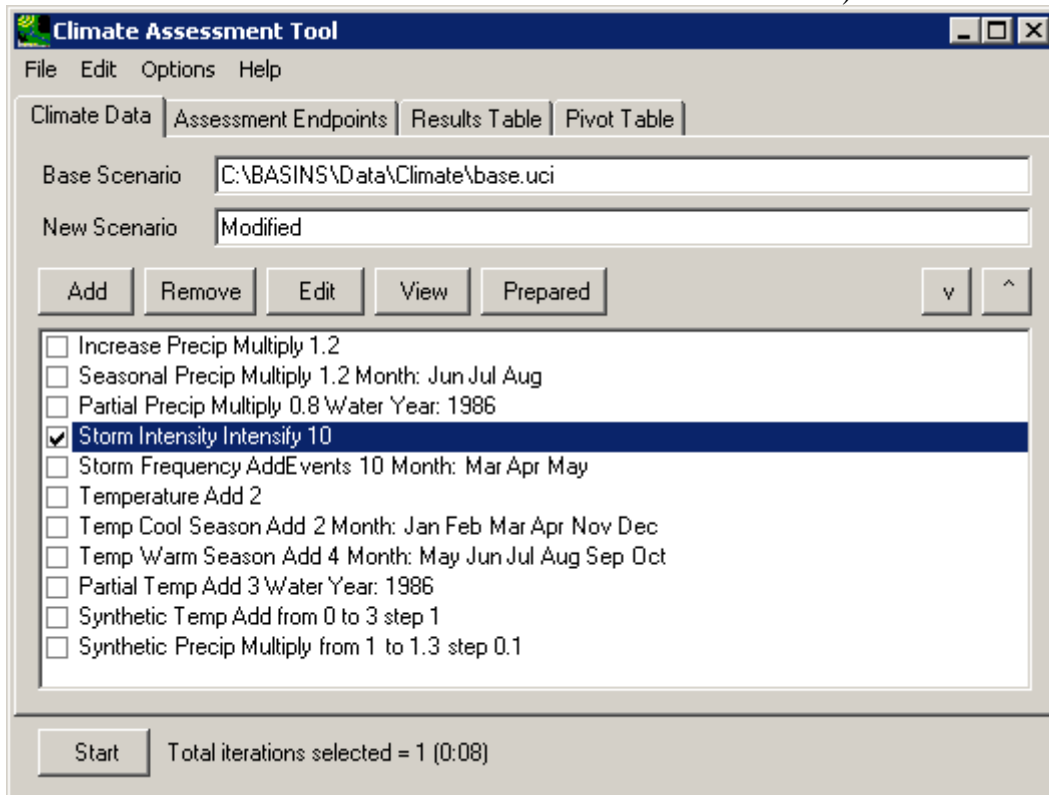 Climate Assessment Tool
File Edit Options Help
Climate Data Assessment Endpoints Results Table Pivot Table
Base Scenario C:\BASINS\Data\Climate\base.uci
New Scenario Modified
Add Remove Edit View Prepared v ^
Increase Precip Multiply 1.2
Seasonal Precip Multiply 1.2 Month: Jun Jul Aug
Partial Precip Multiply 0.8 Water Year: 1986
Storm Intensity Intensify 10
Storm Frequency AddEvents 10 Month: Mar Apr May
Temperature Add 2
Temp Cool Season Add 2 Month: Jan Feb Mar Apr Nov Dec
Temp Warm Season Add 4 Month: May Jun Jul Aug Sep Oct
Partial Temp Add 3 Water Year: 1986
Synthetic Temp Add from 0 to 3 step 1
Synthetic Precip Multiply from 1 to 1.3 step 0.1
Start Total iterations selected = 1 (0:08)